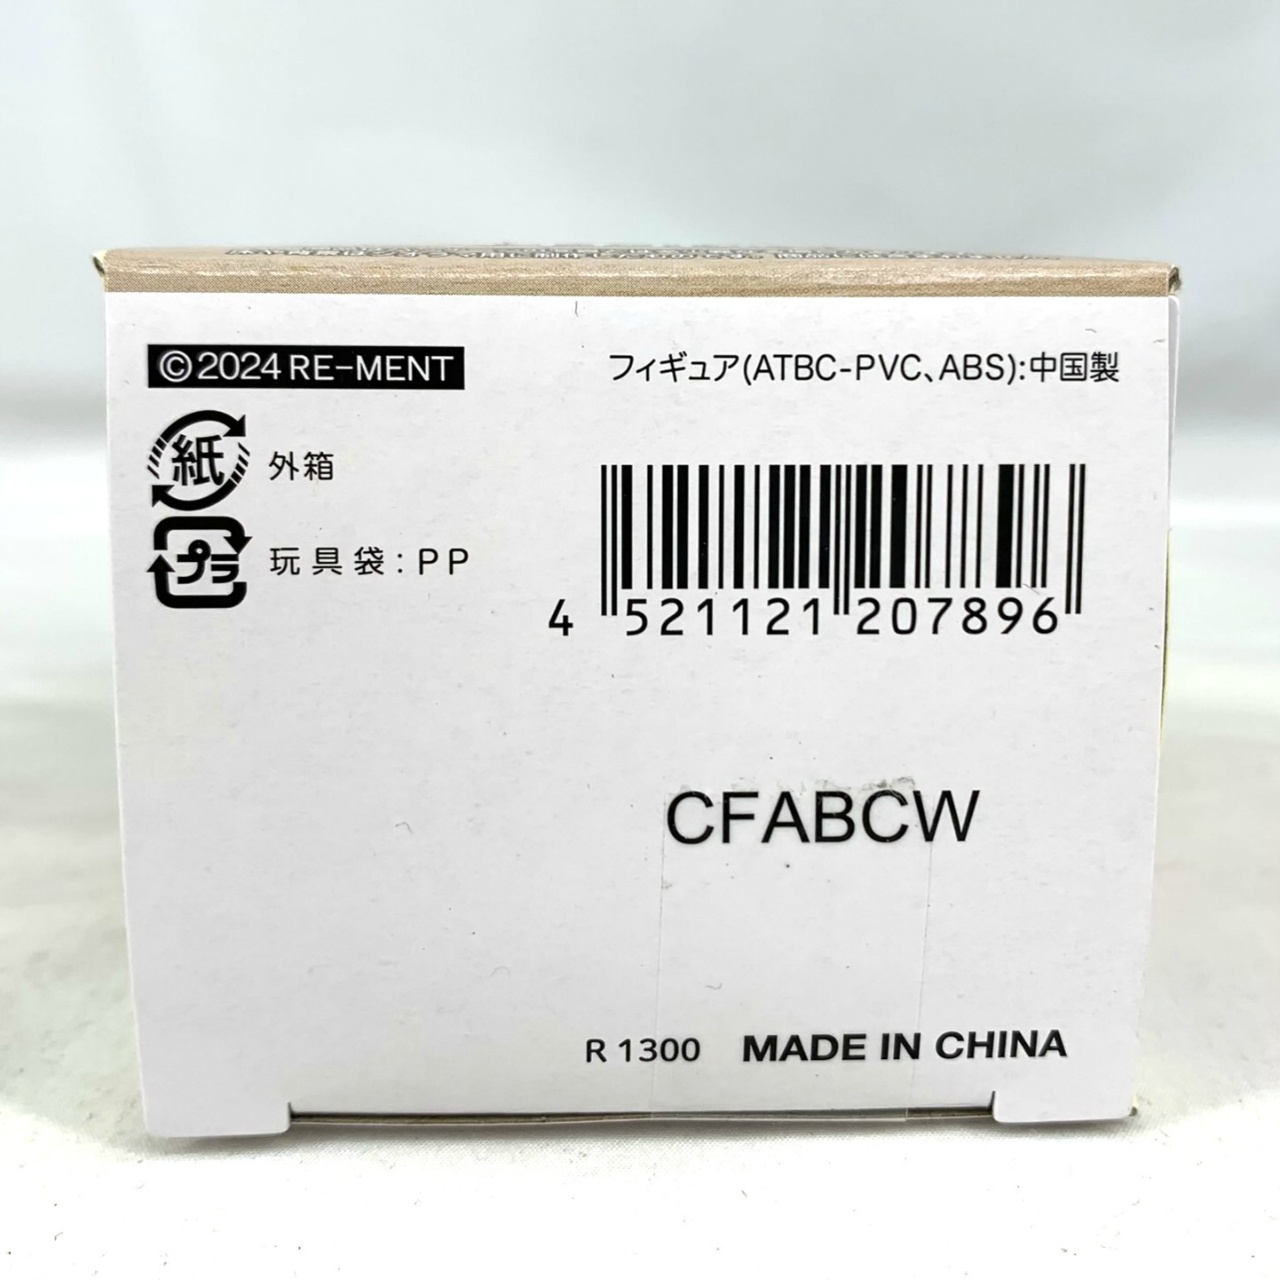 ©2024 RE-MENT
フィギュア(ATBC-PVC、ABS):中国製
紙 外箱
プラ 玩具袋:PP
4 521121 207896
CFABCW
R 1300 MADE IN CHINA